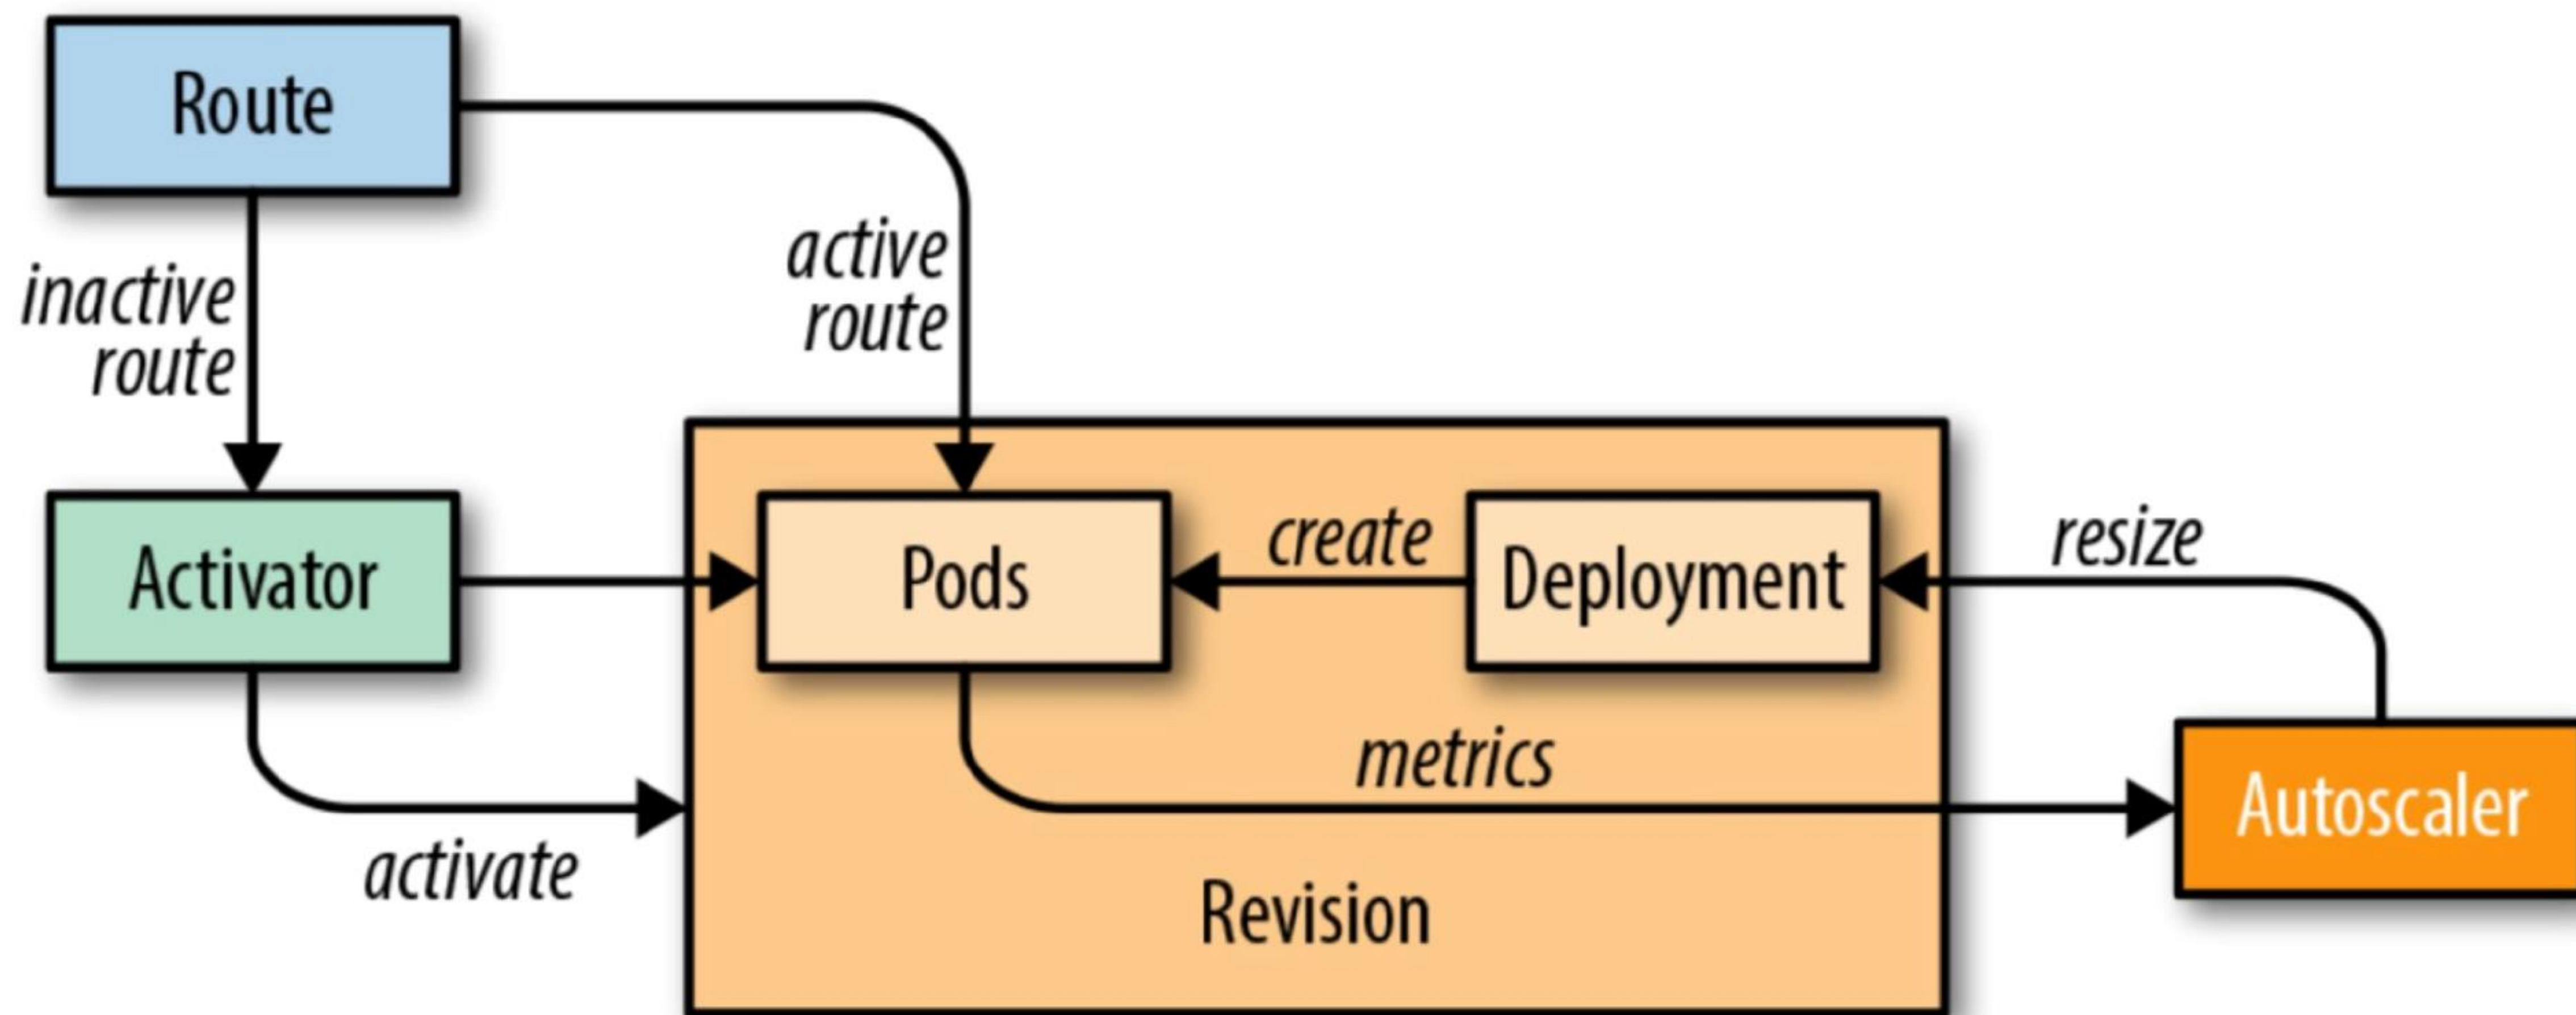 Route
inactive
route
active
route
Activator
Pods
create
Deployment
resize
activate
metrics
Autoscaler
Revision